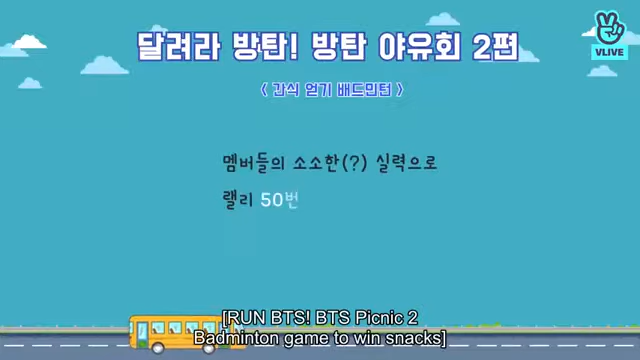 달려라 방탄! 방탄 야유회 2편
VLIVE
< 간식 얻기 배드민턴 >
멤버들의 소소한(?) 실력으로
랠리 50번
[RUN BTS! BTS Picnic 2
Badminton game to win snacks]